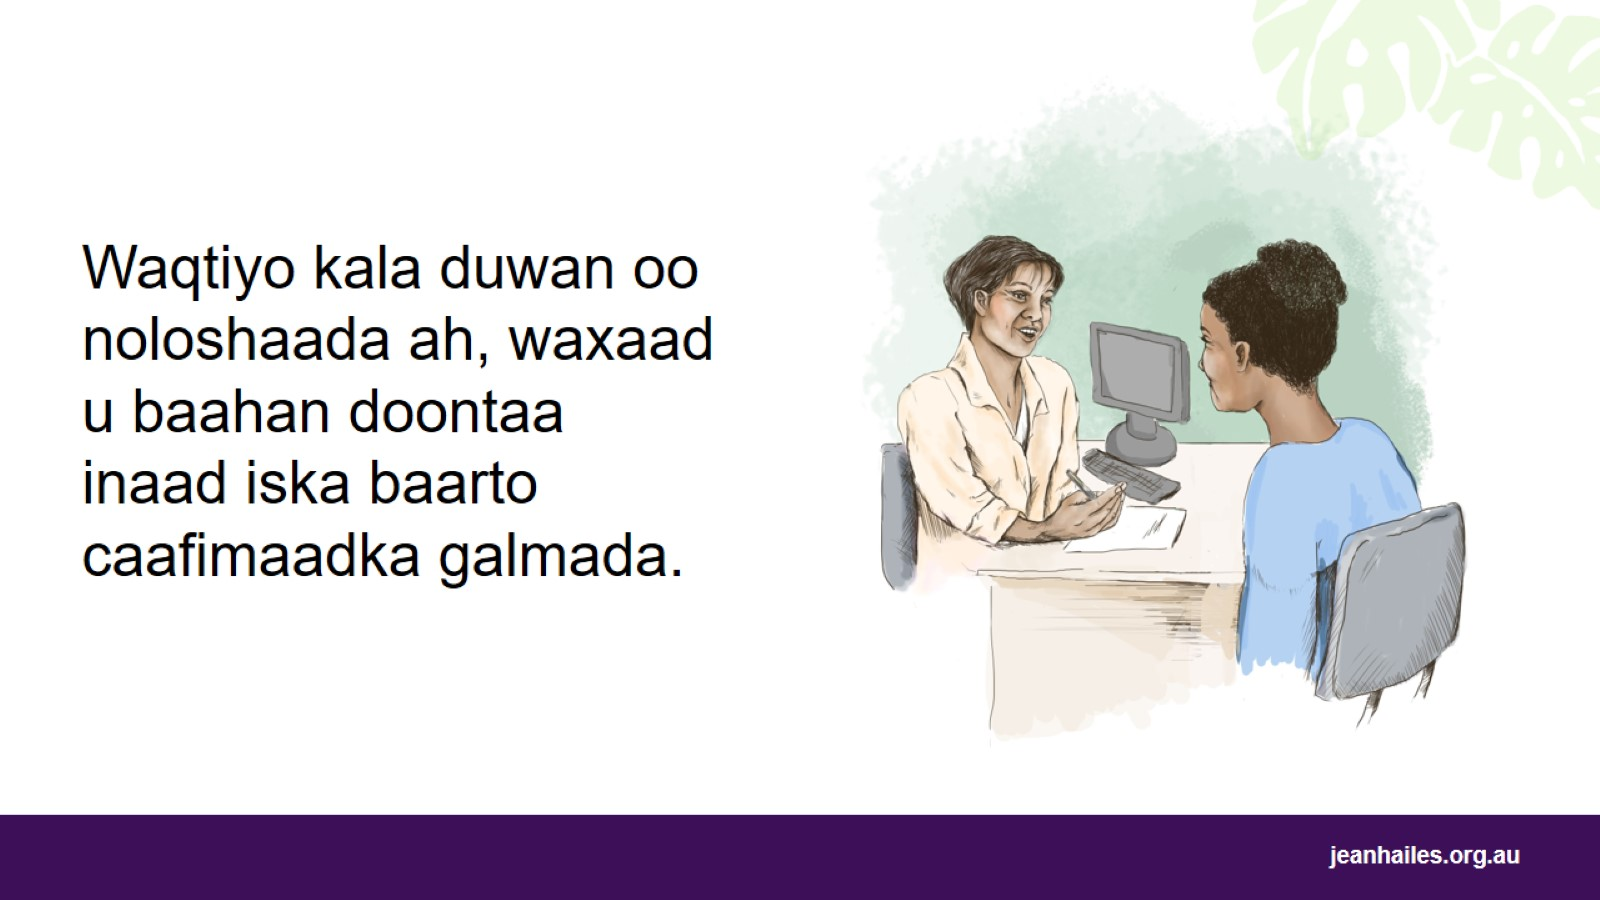 Waqtiyo kala duwan oo
noloshaada ah, waxaad
u baahan doontaa
inaad iska baarto
caafimaadka galmada.
jeanhailes.org.au